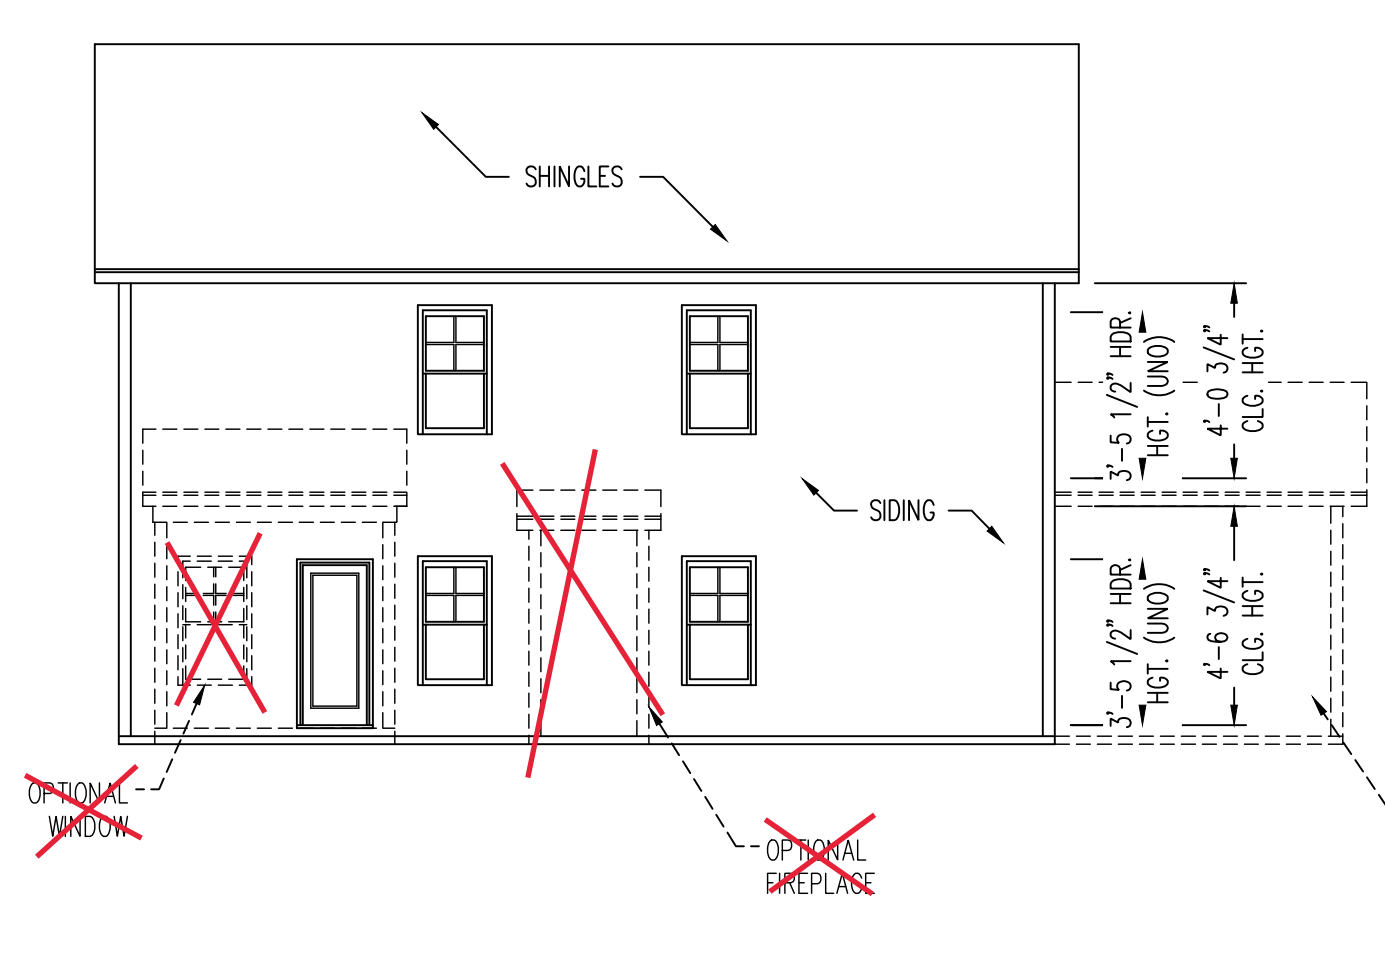 SHINGLES
SIDING
3'-5 1/2" HDR.
HGT. (UNO)
4'-0 3/4"
CLG. HGT.
3'-5 1/2" HDR.
HGT. (UNO)
4'-6 3/4"
CLG. HGT.
OPTIONAL
WINDOW
OPTIONAL
FIREPLACE